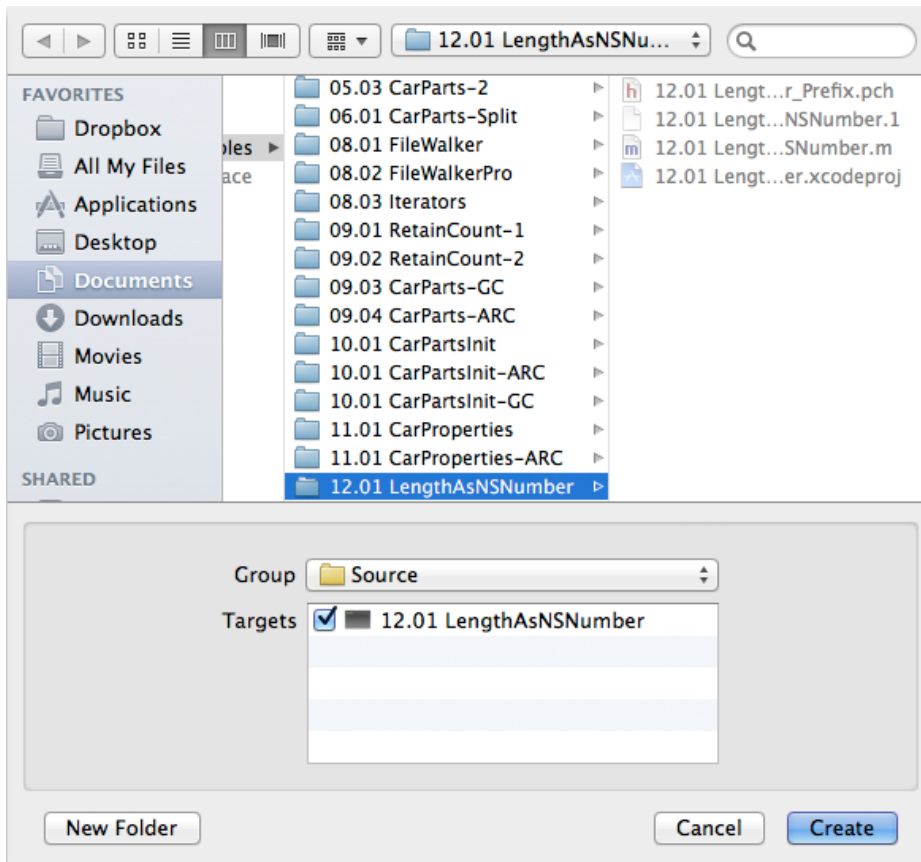 12.01 LengthAsNSNu...
FAVORITES
Dropbox
All My Files
Applications
Desktop
Documents
Downloads
Movies
Music
Pictures
SHARED
ples
ace
05.03 CarParts-2
06.01 CarParts-Split
08.01 FileWalker
08.02 FileWalkerPro
08.03 Iterators
09.01 RetainCount-1
09.02 RetainCount-2
09.03 CarParts-GC
09.04 CarParts-ARC
10.01 CarPartsInit
10.01 CarPartsInit-ARC
10.01 CarPartsInit-GC
11.01 CarProperties
11.01 CarProperties-ARC
12.01 LengthAsNSNumber
h 12.01 Lengt...r_Prefix.pch
12.01 Lengt...NSNumber.1
m 12.01 Lengt...SNumber.m
12.01 Lengt...er.xcodeproj
Group Source
Targets 12.01 LengthAsNSNumber
New Folder Cancel Create